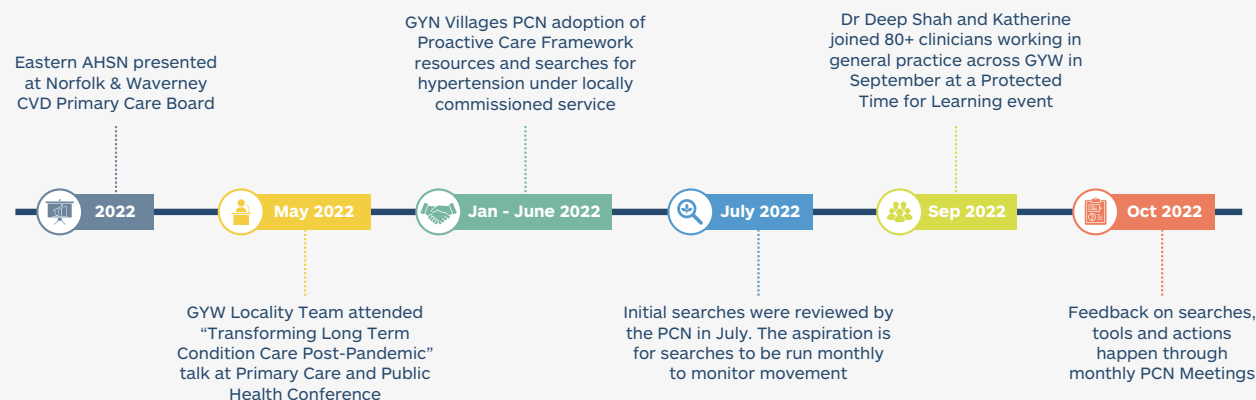 Eastern AHSN presented
at Norfolk & Waverney
CVD Primary Care Board
2022
May 2022
GYW Locality Team attended
“Transforming Long Term
Condition Care Post-Pandemic”
talk at Primary Care and Public
Health Conference
GYN Villages PCN adoption of
Proactive Care Framework
resources and searches for
hypertension under locally
commissioned service
Jan - June 2022
July 2022
Initial searches were reviewed by
the PCN in July. The aspiration is
for searches to be run monthly
to monitor movement
Dr Deep Shah and Katherine
joined 80+ clinicians working in
general practice across GYW in
September at a Protected
Time for Learning event
Sep 2022
Oct 2022
Feedback on searches,
tools and actions
happen through
monthly PCN Meetings